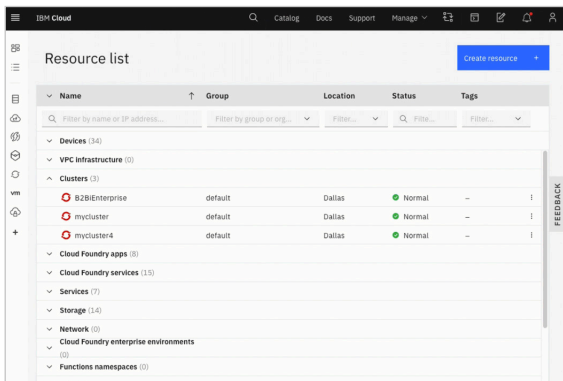 IBM Cloud
Catalog
Docs
Support
Manage
Resource list
Create resource +
Name
Group
Location
Status
Tags
Filter by name or IP address...
Filter by group or org...
Filter...
Filte...
Filter...
Devices (34)
VPC infrastructure (0)
Clusters (3)
B2BiEnterprise default Dallas Normal –
mycluster default Dallas Normal –
mycluster4 default Dallas Normal –
Cloud Foundry apps (8)
Cloud Foundry services (15)
Services (7)
Storage (14)
Network (0)
Cloud Foundry enterprise environments
(0)
Functions namespaces (0)
vm
FEEDBACK